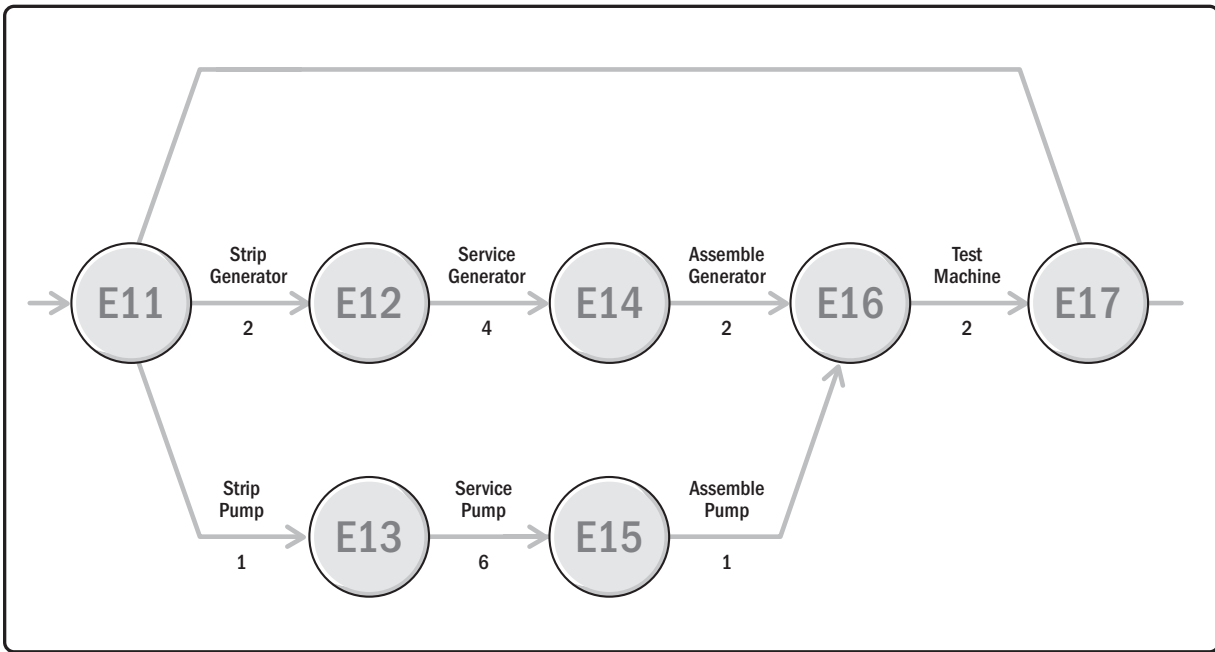 Strip
Generator
Service
Generator
Assemble
Generator
Test
Machine
E11
E12
E14
E16
E17
2
4
2
2
Strip
Pump
Service
Pump
Assemble
Pump
E13
E15
1
6
1